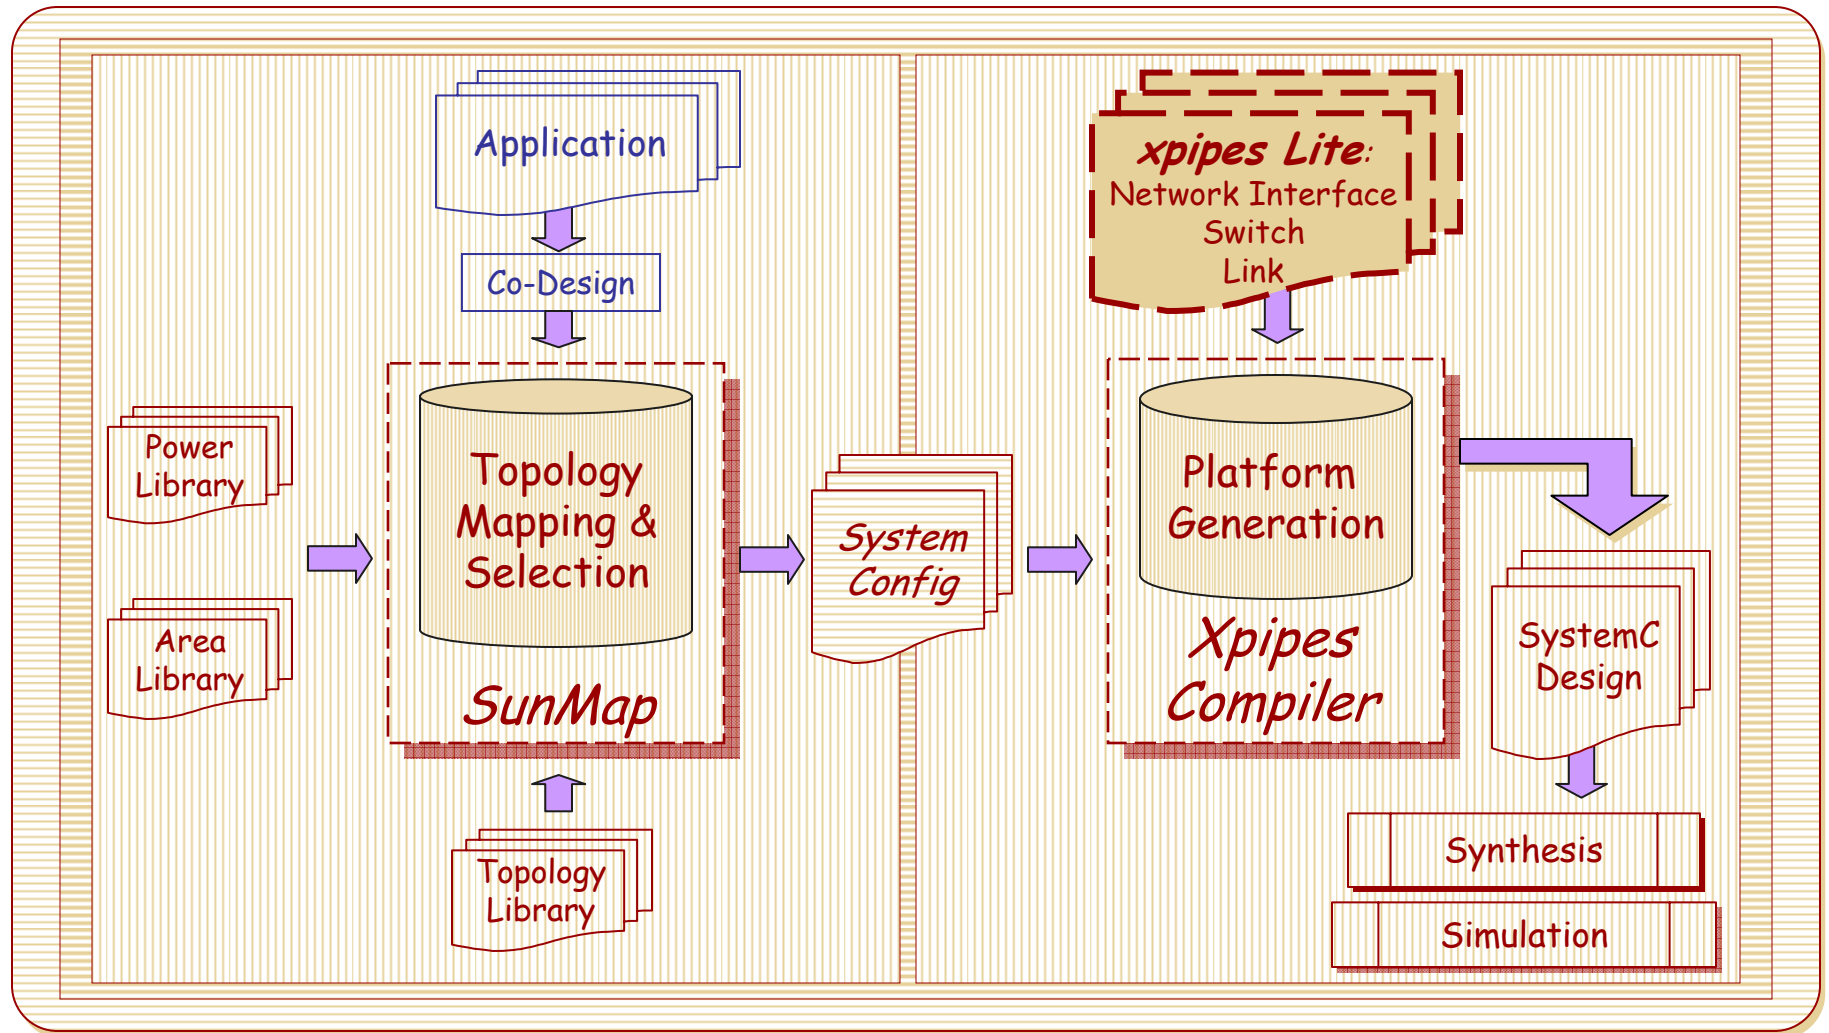 Application
Co-Design
Power
Library
Area
Library
Topology
Mapping &
Selection
SunMap
Topology
Library
System
Config
xpipes Lite:
Network Interface
Switch
Link
Platform
Generation
Xpipes
Compiler
SystemC
Design
Synthesis
Simulation